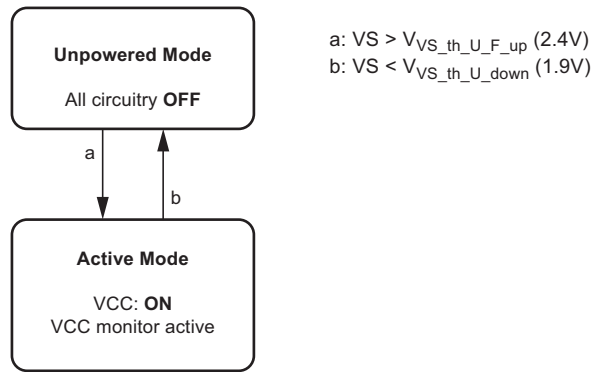 Unpowered Mode
All circuitry OFF
a: VS > VVS_th_U_F_up (2.4V)
b: VS < VVS_th_U_down (1.9V)
a
b
Active Mode
VCC: ON
VCC monitor active